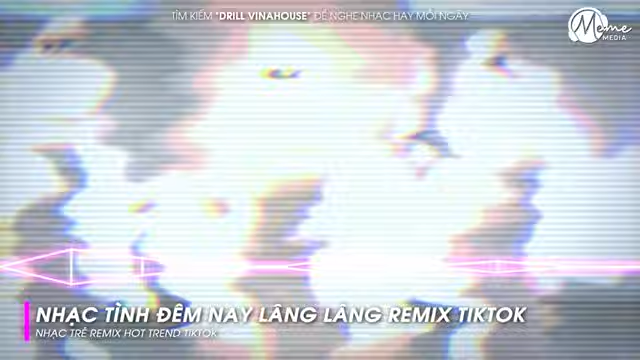 TÌM KIẾM "DRILL VINAHOUSE" ĐỂ NGHE NHẠC HAY MỖI NGÀY
Meme
MEDIA
NHẠC TÌNH ĐÊM NAY LÂNG LÂNG REMIX TIKTOK
NHẠC TRẺ REMIX HOT TREND TIKTOK